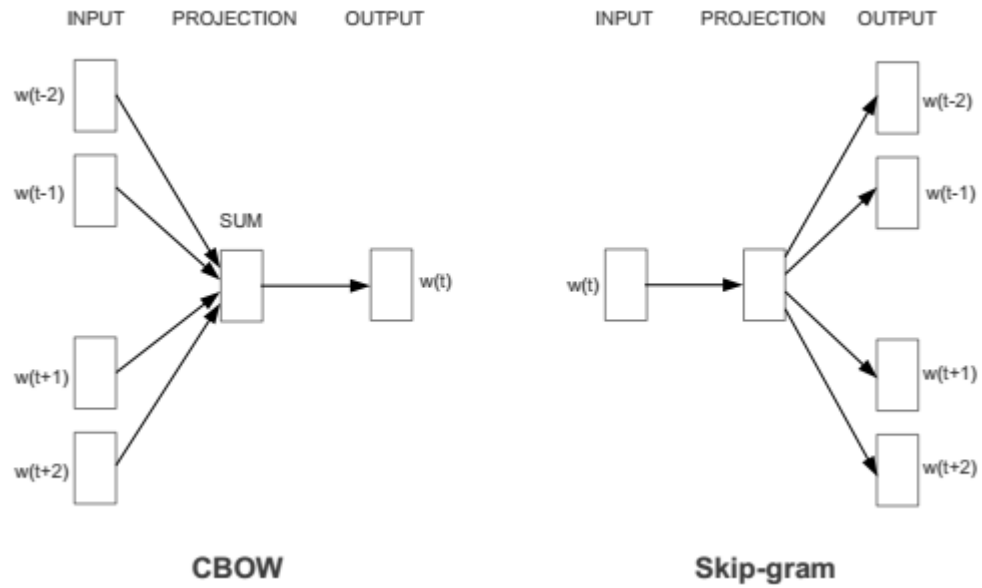 INPUT PROJECTION OUTPUT
w(t-2)
w(t-1)
SUM
w(t)
w(t+1)
w(t+2)
CBOW
INPUT PROJECTION OUTPUT
w(t-2)
w(t-1)
w(t)
w(t+1)
w(t+2)
Skip-gram